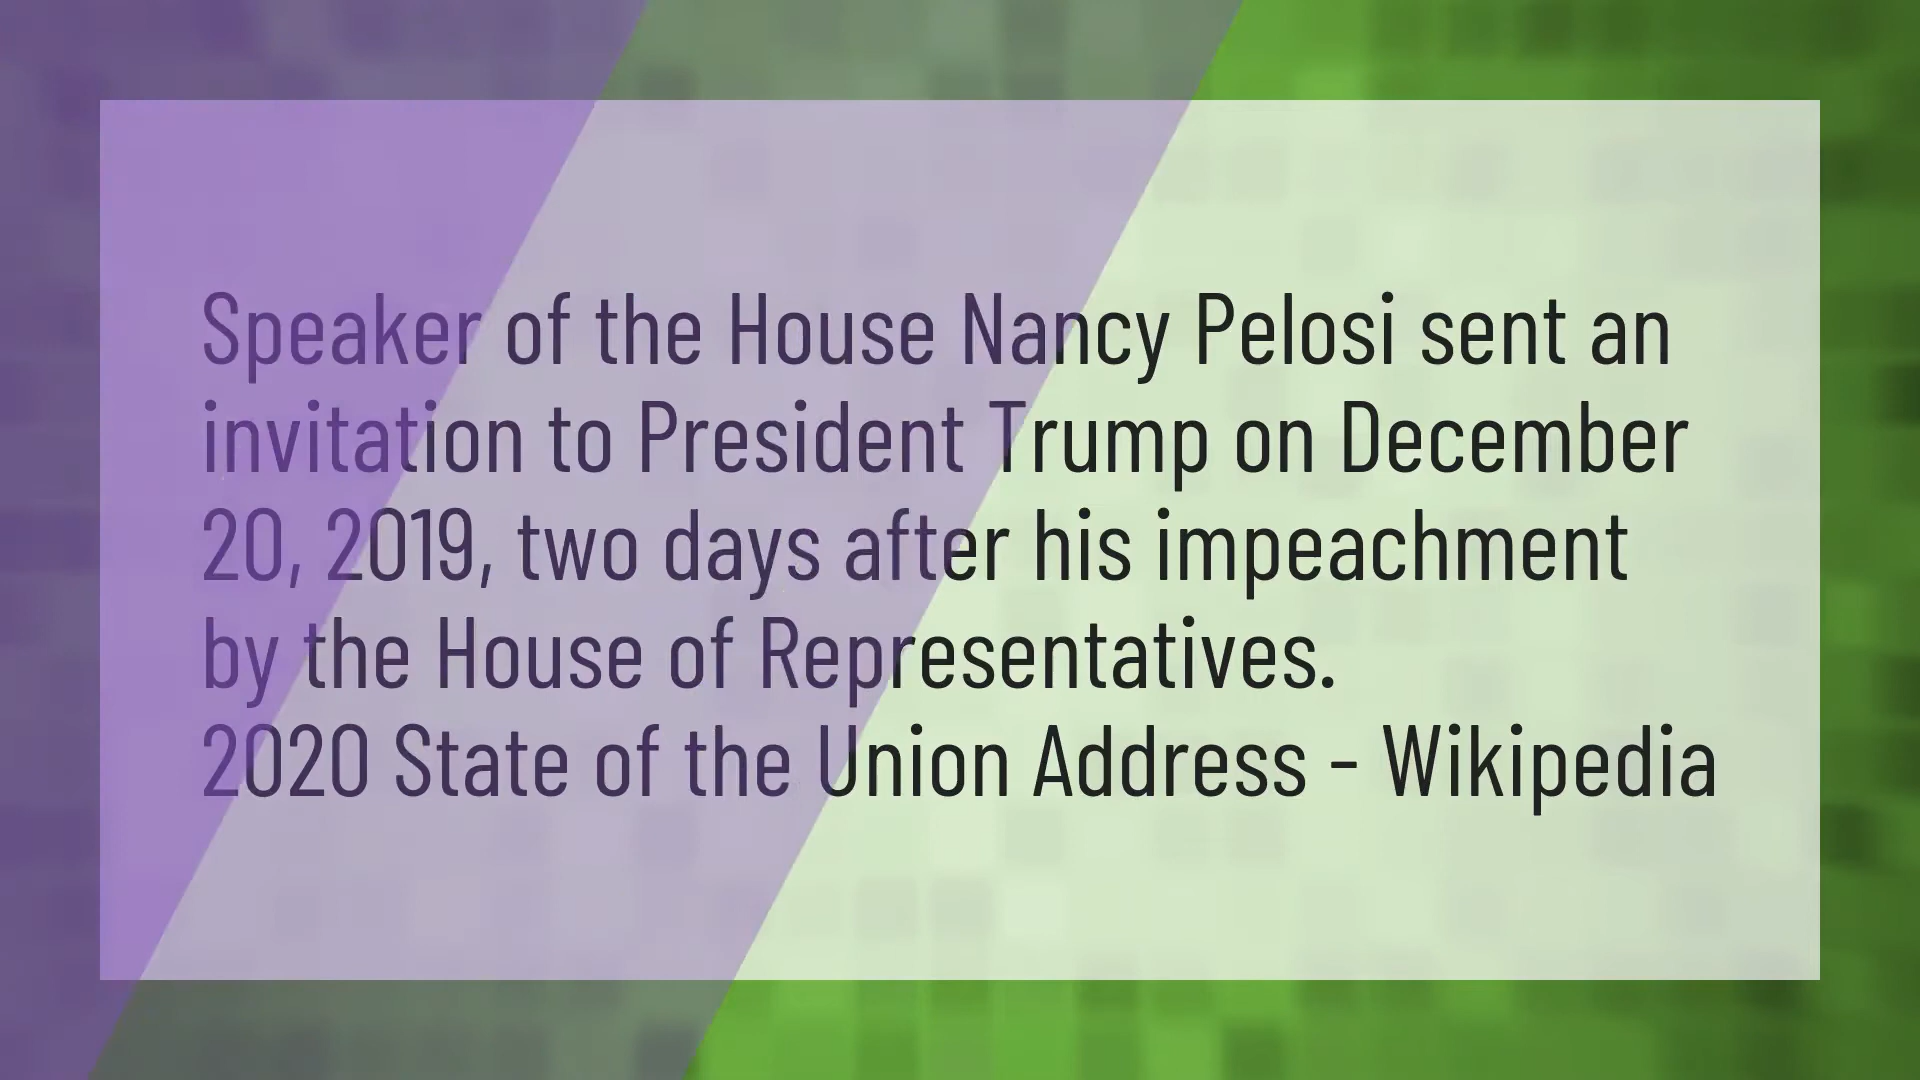 Speaker of the House Nancy Pelosi sent an
invitation to President Trump on December
20, 2019, two days after his impeachment
by the House of Representatives.
2020 State of the Union Address - Wikipedia